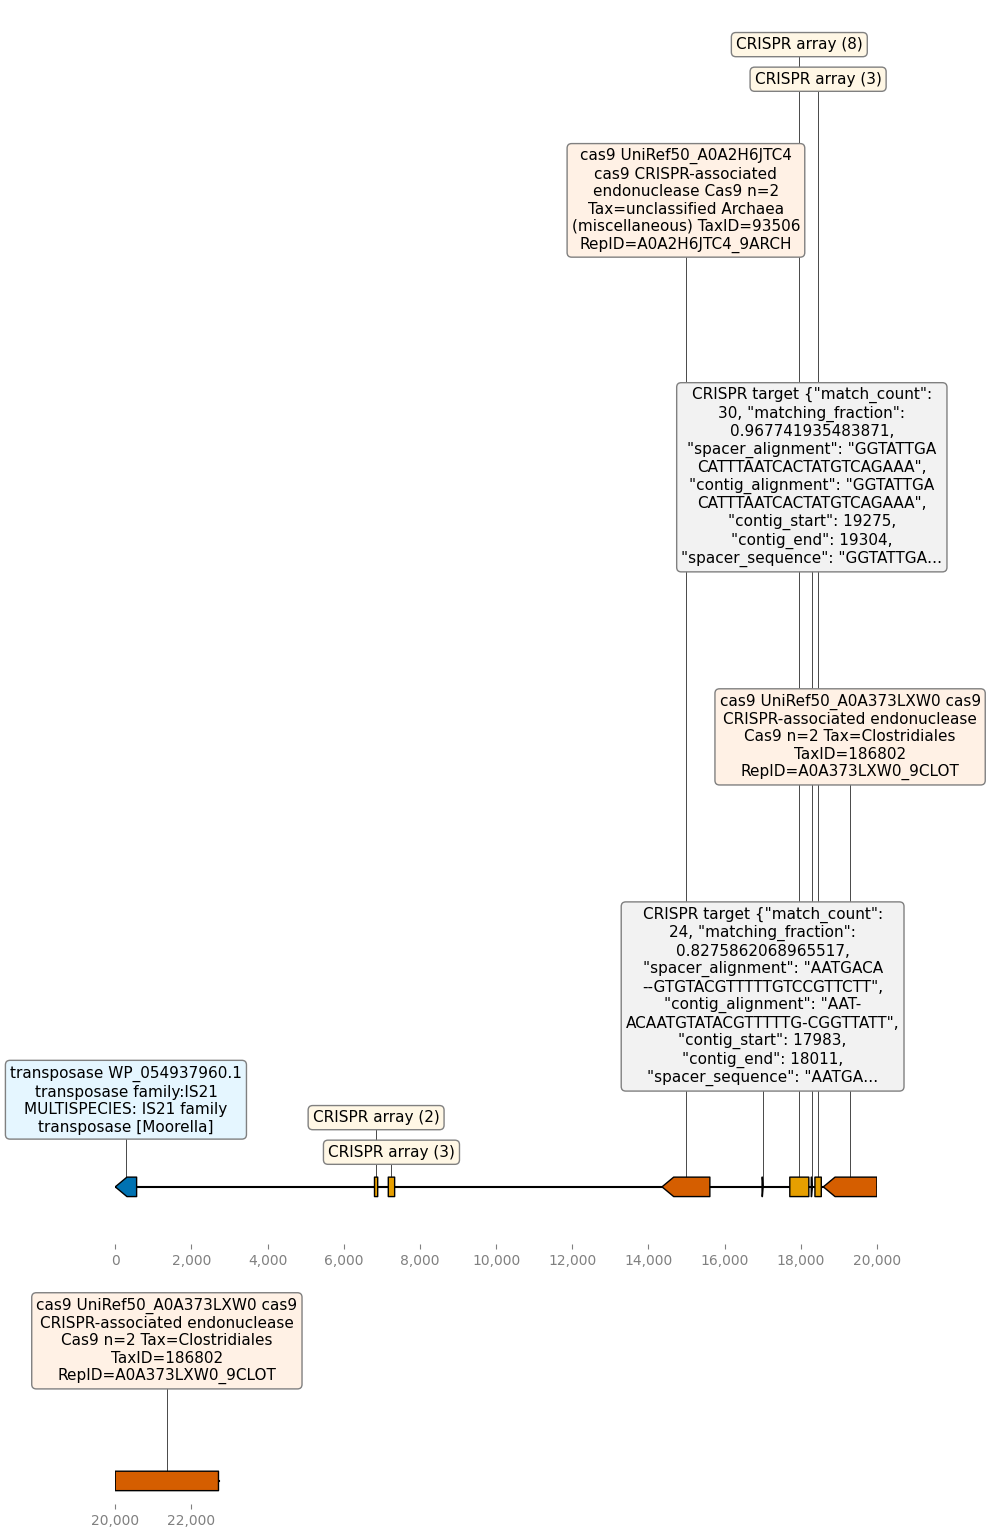 CRISPR array (8)
CRISPR array (3)
cas9 UniRef50_A0A2H6JTC4
cas9 CRISPR-associated
endonuclease Cas9 n=2
Tax=unclassified Archaea
(miscellaneous) TaxID=93506
RepID=A0A2H6JTC4_9ARCH
CRISPR target {"match_count":
30, "matching_fraction":
0.967741935483871,
"spacer_alignment": "GGTATTGA
CATTTAATCACTATGTCAGAAA",
"contig_alignment": "GGTATTGA
CATTTAATCACTATGTCAGAAA",
"contig_start": 19275,
"contig_end": 19304,
"spacer_sequence": "GGTATTGA...
cas9 UniRef50_A0A373LXW0 cas9
CRISPR-associated endonuclease
Cas9 n=2 Tax=Clostridiales
TaxID=186802
RepID=A0A373LXW0_9CLOT
CRISPR target {"match_count":
24, "matching_fraction":
0.8275862068965517,
"spacer_alignment": "AATGACA
--GTGTACGTTTTTGTCCGTTCTT",
"contig_alignment": "AAT-
ACAATGTATACGTTTTTG-CGGTTATT",
"contig_start": 17983,
"contig_end": 18011,
"spacer_sequence": "AATGA...
transposase WP_054937960.1
transposase family:IS21
MULTISPECIES: IS21 family
transposase [Moorella]
CRISPR array (2)
CRISPR array (3)
0 2,000 4,000 6,000 8,000 10,000 12,000 14,000 16,000 18,000 20,000
cas9 UniRef50_A0A373LXW0 cas9
CRISPR-associated endonuclease
Cas9 n=2 Tax=Clostridiales
TaxID=186802
RepID=A0A373LXW0_9CLOT
20,000 22,000